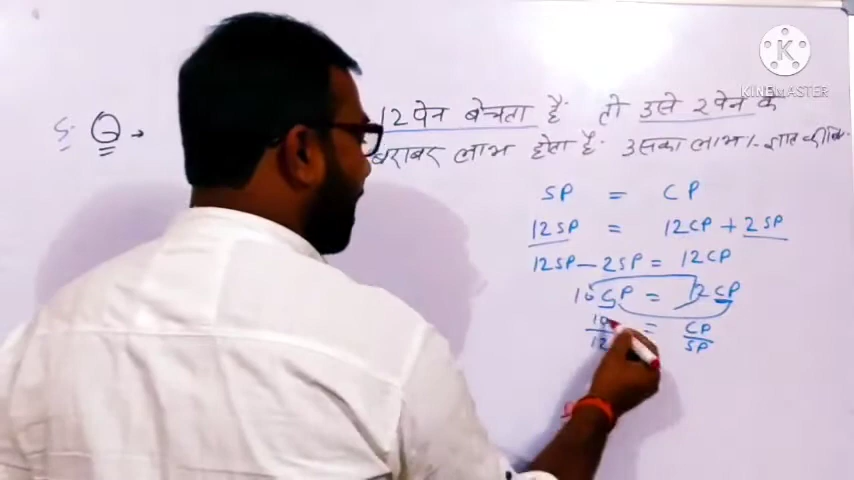 KINEMASTER
Q → 12 पेन बेचता है तो उसे 2 पेन के
बराबर लाभ होता है उसका लाभ %
SP = CP
12SP = 12CP + 2SP
12SP - 2SP = 12CP
10SP = 12CP
10/12 = CP/SP